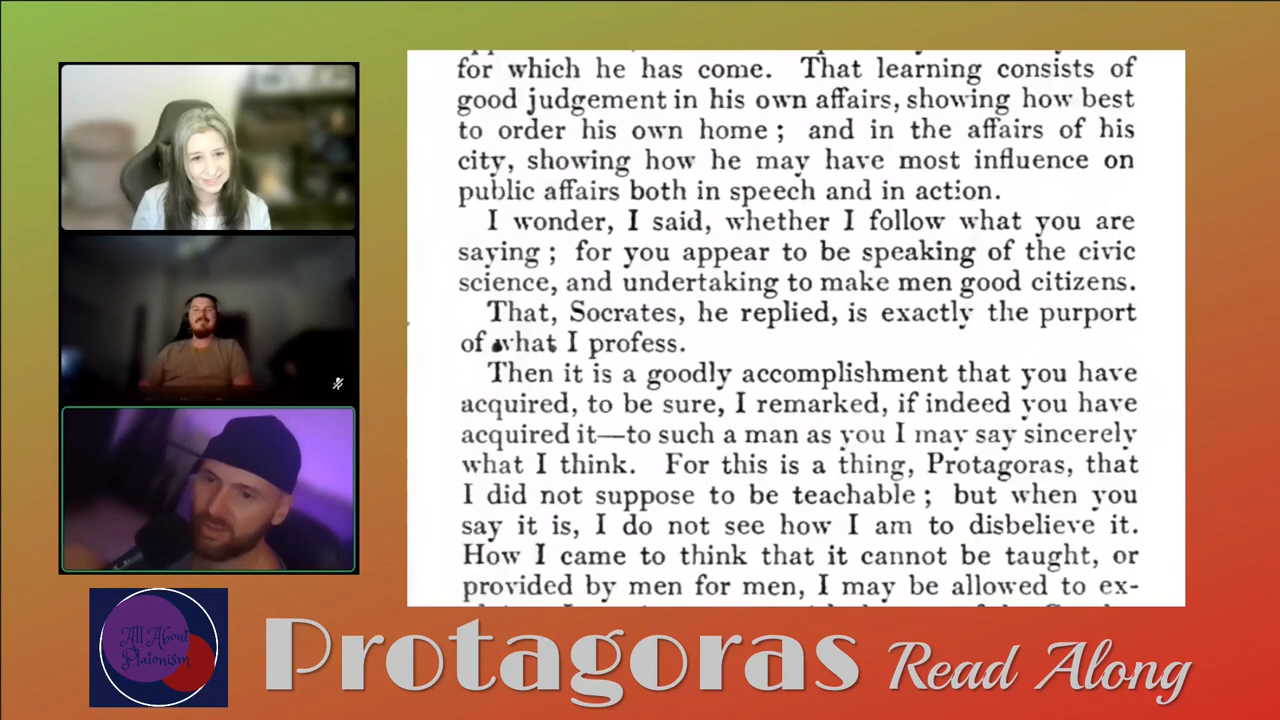 for which he has come. That learning consists of
good judgement in his own affairs, showing how best
to order his own home ; and in the affairs of his
city, showing how he may have most influence on
public affairs both in speech and in action.
I wonder, I said, whether I follow what you are
saying ; for you appear to be speaking of the civic
science, and undertaking to make men good citizens.
That, Socrates, he replied, is exactly the purport
of what I profess.
Then it is a goodly accomplishment that you have
acquired, to be sure, I remarked, if indeed you have
acquired it—to such a man as you I may say sincerely
what I think. For this is a thing, Protagoras, that
I did not suppose to be teachable ; but when you
say it is, I do not see how I am to disbelieve it.
How I came to think that it cannot be taught, or
provided by men for men, I may be allowed to ex-
All About
Platonism
Protagoras Read Along